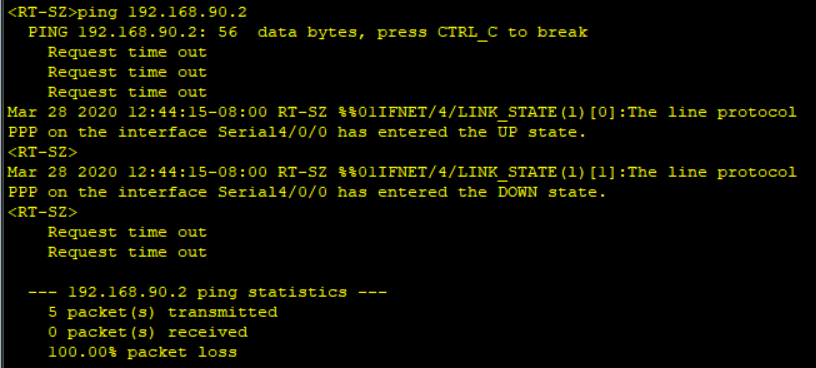 <RT-SZ>ping 192.168.90.2
PING 192.168.90.2: 56  data bytes, press CTRL_C to break
Request time out
Request time out
Request time out
Mar 28 2020 12:44:15-08:00 RT-SZ %%01IFNET/4/LINK_STATE(l)[0]:The line protocol
PPP on the interface Serial4/0/0 has entered the UP state.
<RT-SZ>
Mar 28 2020 12:44:15-08:00 RT-SZ %%01IFNET/4/LINK_STATE(l)[1]:The line protocol
PPP on the interface Serial4/0/0 has entered the DOWN state.
<RT-SZ>
Request time out
Request time out
--- 192.168.90.2 ping statistics ---
5 packet(s) transmitted
0 packet(s) received
100.00% packet loss